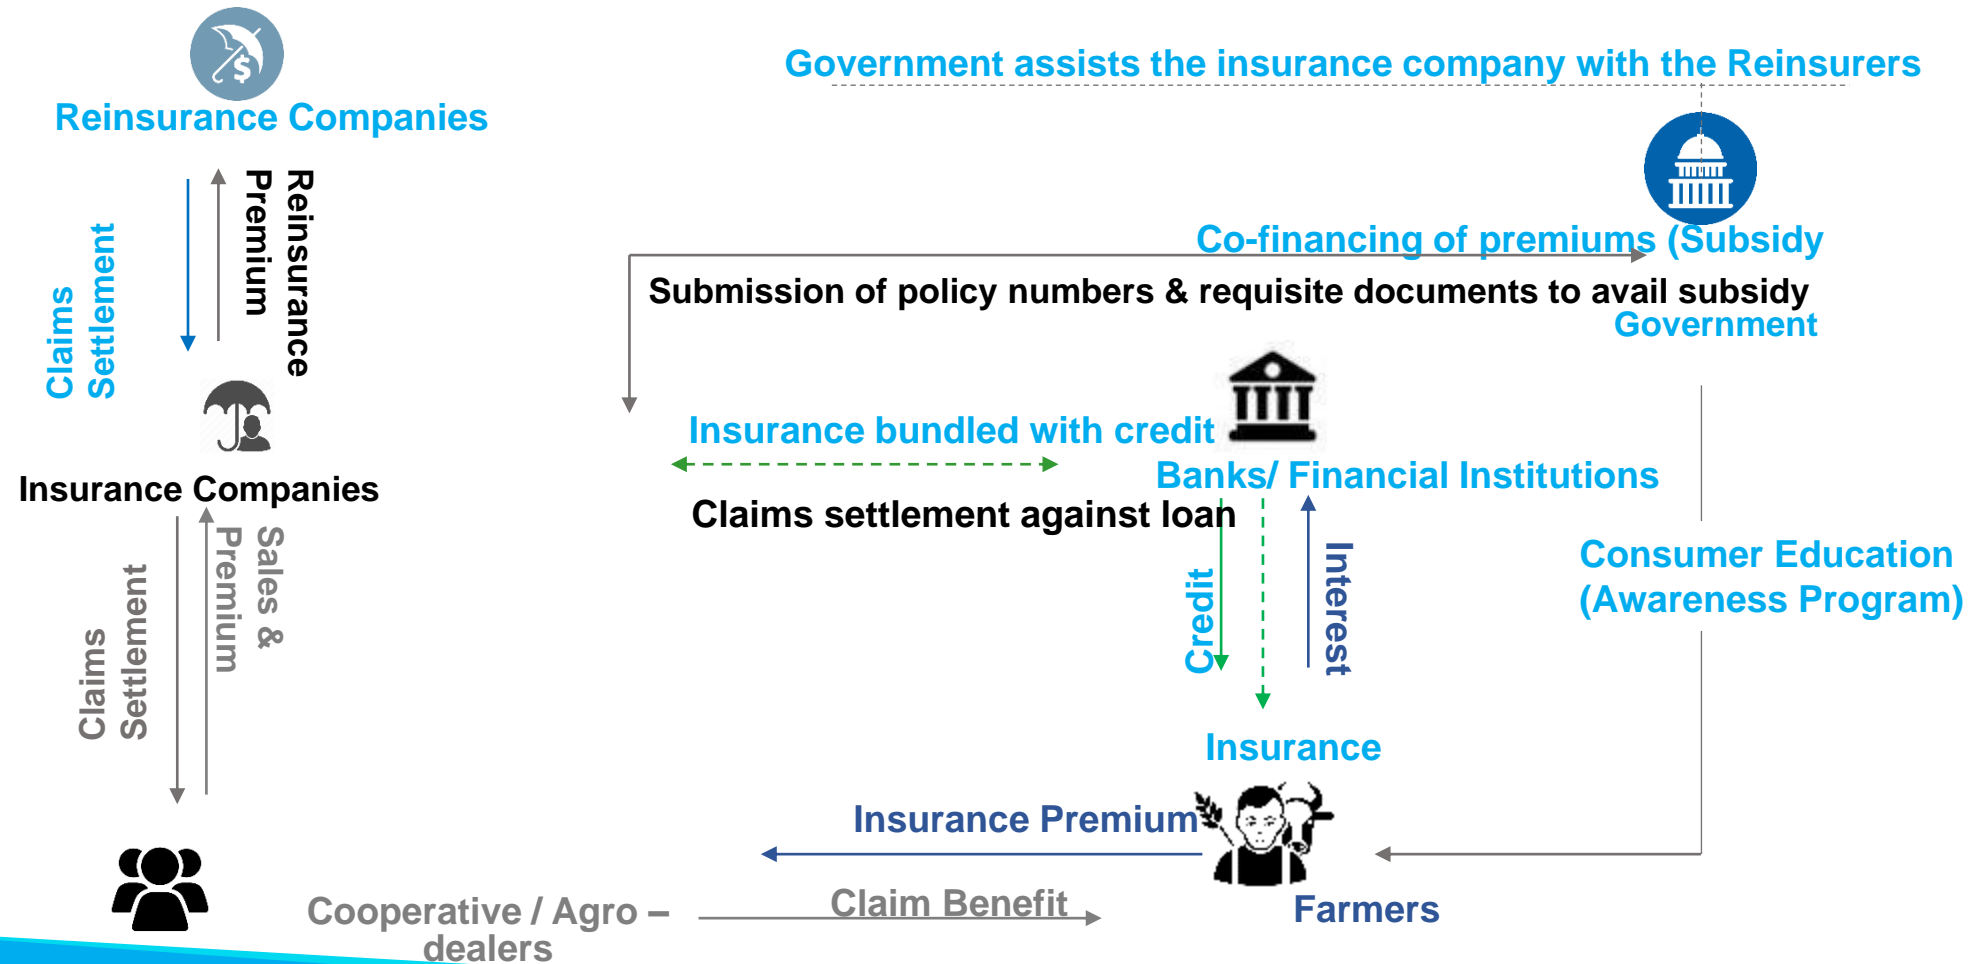 Government assists the insurance company with the Reinsurers
Reinsurance Companies
Claims
Settlement
Reinsurance
Premium
Co-financing of premiums (Subsidy
Submission of policy numbers & requisite documents to avail subsidy
Government
Insurance bundled with credit
Banks/ Financial Institutions
Claims settlement against loan
Insurance Companies
Claims
Settlement
Sales &
Premium
Credit
Interest
Consumer Education
(Awareness Program)
Insurance
Insurance Premium
Claim Benefit
Farmers
Cooperative / Agro –
dealers
$